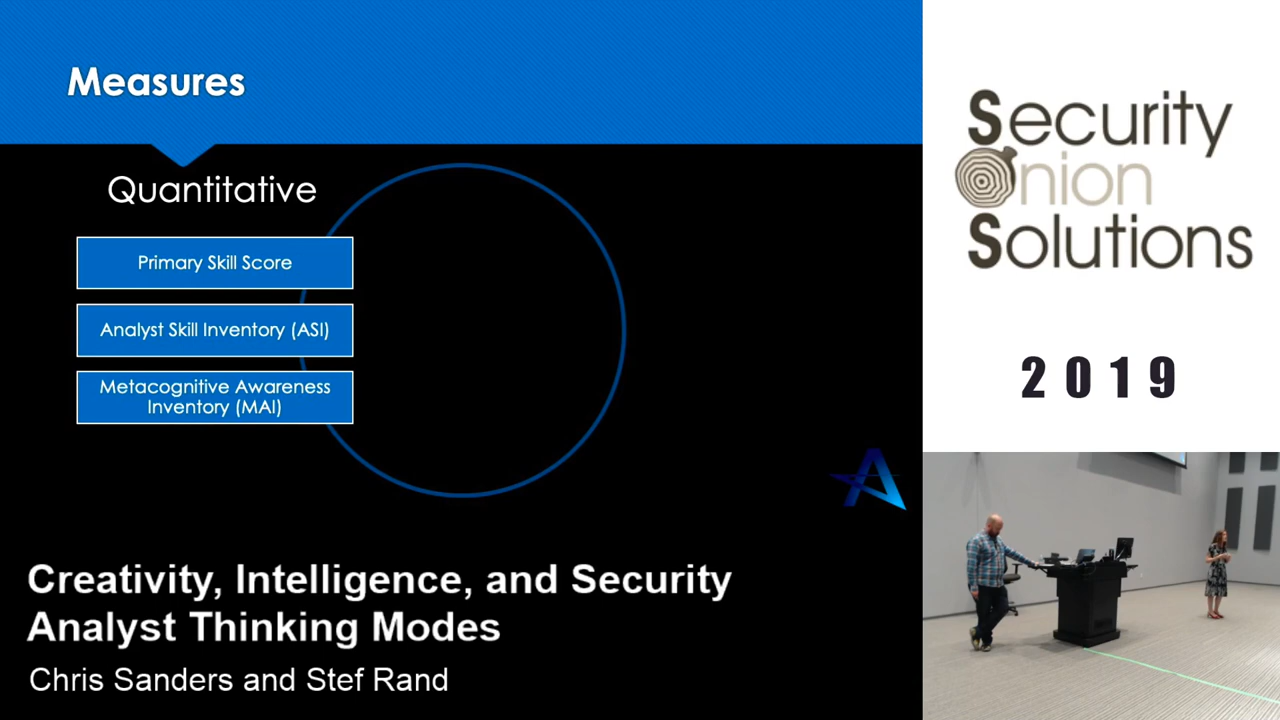 Measures
Quantitative
Primary Skill Score
Analyst Skill Inventory (ASI)
Metacognitive Awareness
Inventory (MAI)
Creativity, Intelligence, and Security
Analyst Thinking Modes
Chris Sanders and Stef Rand
Security
Onion
Solutions
2019